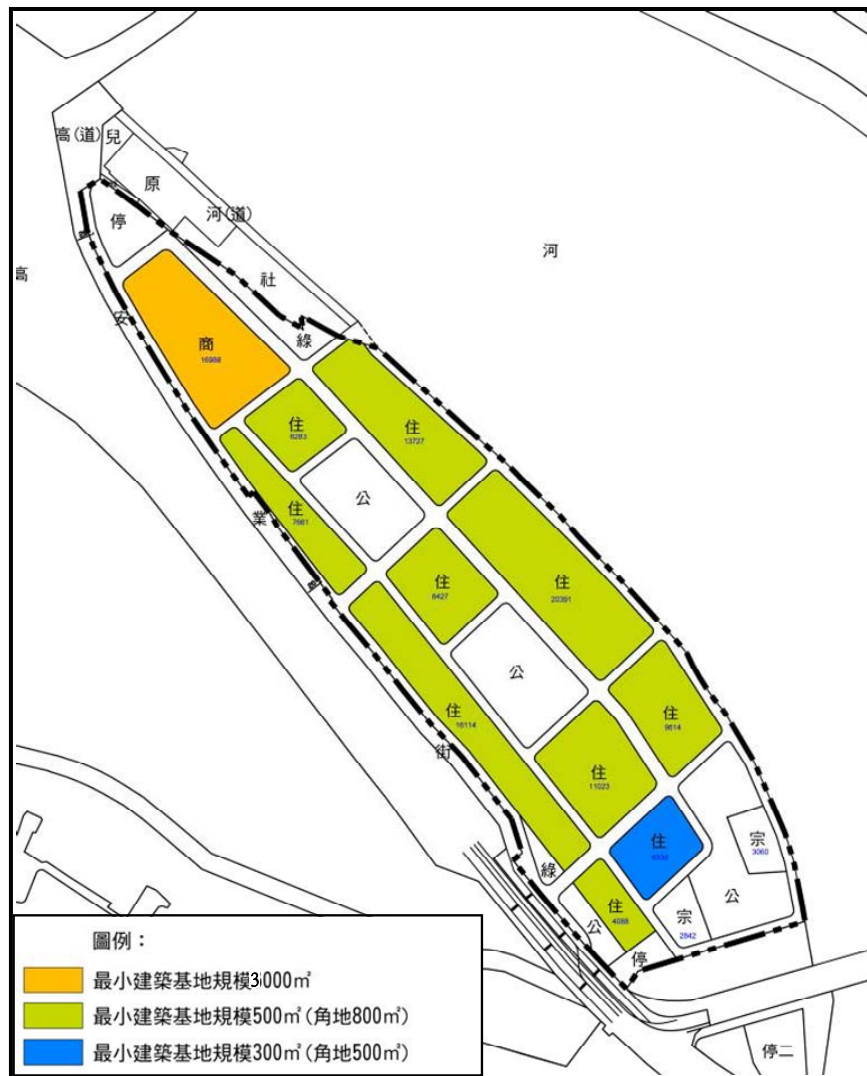 高(道)
兒
原
停
河(道)
河
社
高
安
綠
商
16988
住
13727
住
6283
公
住
業
住
住
20391
公
住
9614
住
16114
街
住
11023
住
宗
3060
綠
住
4088
宗
2842
公
公
停
停二
圖例：
最小建築基地規模3000㎡
最小建築基地規模500㎡(角地800㎡)
最小建築基地規模300㎡(角地500㎡)